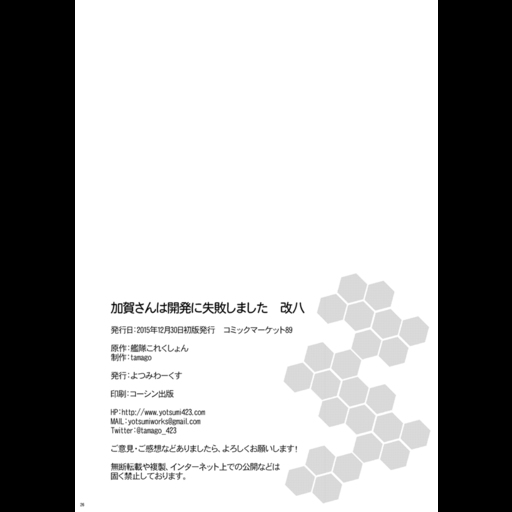 加賀さんは開発に失敗しました　改八
発行日:2015年12月30日初版発行　コミックマーケット89
原作:艦隊これくしょん
制作:tamago
発行:よつみわーくす
印刷:コーシン出版
HP:http://www.yotsumi423.com
MAIL:yotsumiworks@gmail.com
Twitter:@tamago_423
ご意見・ご感想などありましたら、よろしくお願いします!
無断転載や複製、インターネット上での公開などは
固く禁止しております。